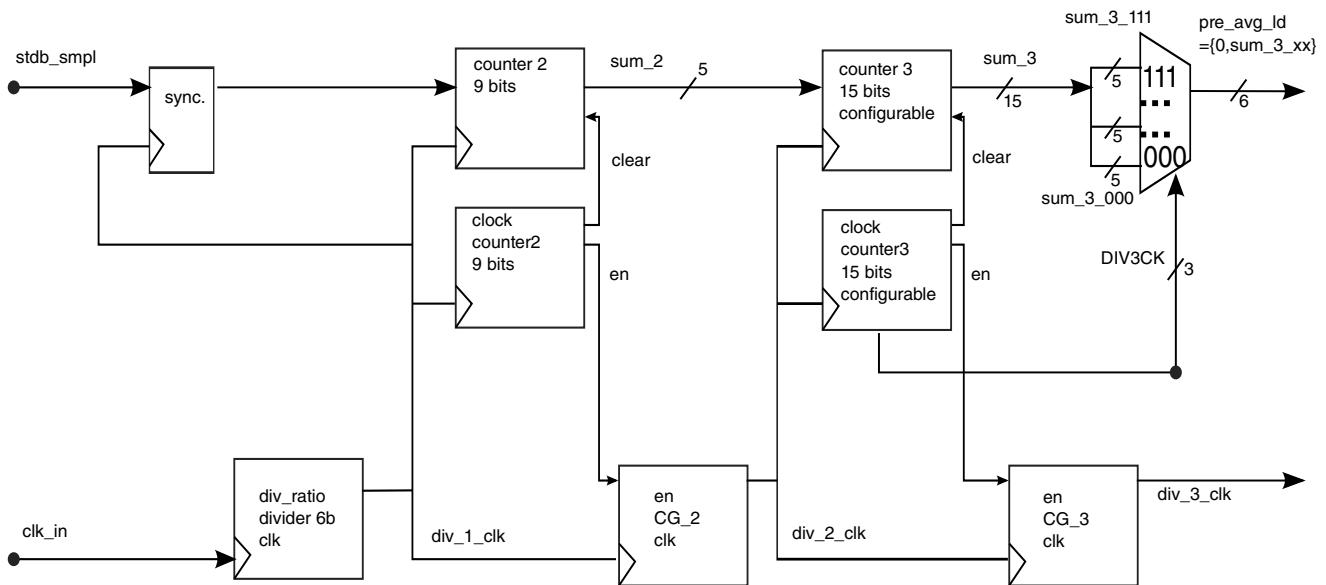 stdb_smpl
sync.
counter 2
9 bits
sum_2
5
counter 3
15 bits
configurable
sum_3
15
sum_3_111
5
5
5
111
000
sum_3_000
pre_avg_ld
={0,sum_3_xx}
6
clear
clear
clock
counter2
9 bits
en
clock
counter3
15 bits
configurable
en
DIV3CK
3
clk_in
div_ratio
divider 6b
clk
div_1_clk
en
CG_2
clk
div_2_clk
en
CG_3
clk
div_3_clk